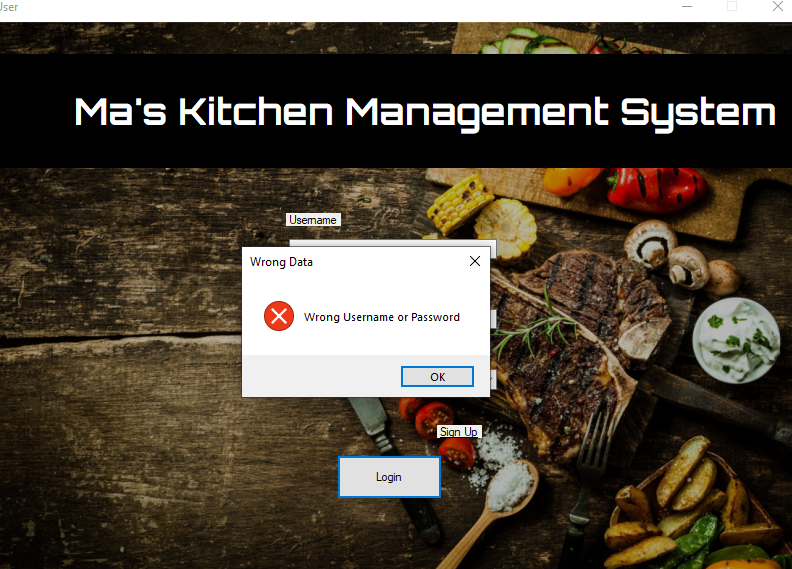 User
Ma's Kitchen Management System
Username
Wrong Data
Wrong Username or Password
OK
Sign Up
Login